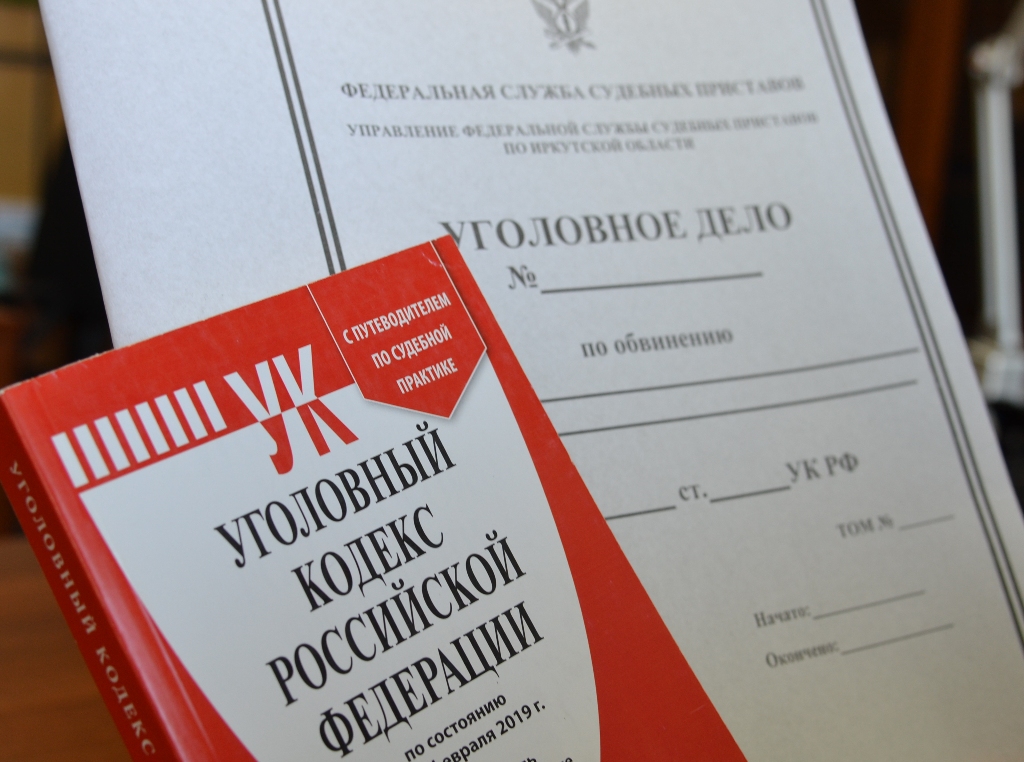 ФЕДЕРАЛЬНАЯ СЛУЖБА СУДЕБНЫХ ПРИСТАВОВ
УПРАВЛЕНИЕ ФЕДЕРАЛЬНОЙ СЛУЖБЫ СУДЕБНЫХ ПРИСТАВОВ
ПО ИРКУТСКОЙ ОБЛАСТИ
УГОЛОВНОЕ ДЕЛО
№
по обвинению
ст. УК РФ
ТОМ №
Начато:
Окончено:
С ПУТЕВОДИТЕЛЕМ
ПО СУДЕБНОЙ
ПРАКТИКЕ
УК
УГОЛОВНЫЙ
КОДЕКС
РОССИЙСКОЙ
ФЕДЕРАЦИИ
по состоянию
2019 г.
УГОЛОВНЫЙ КОДЕКС